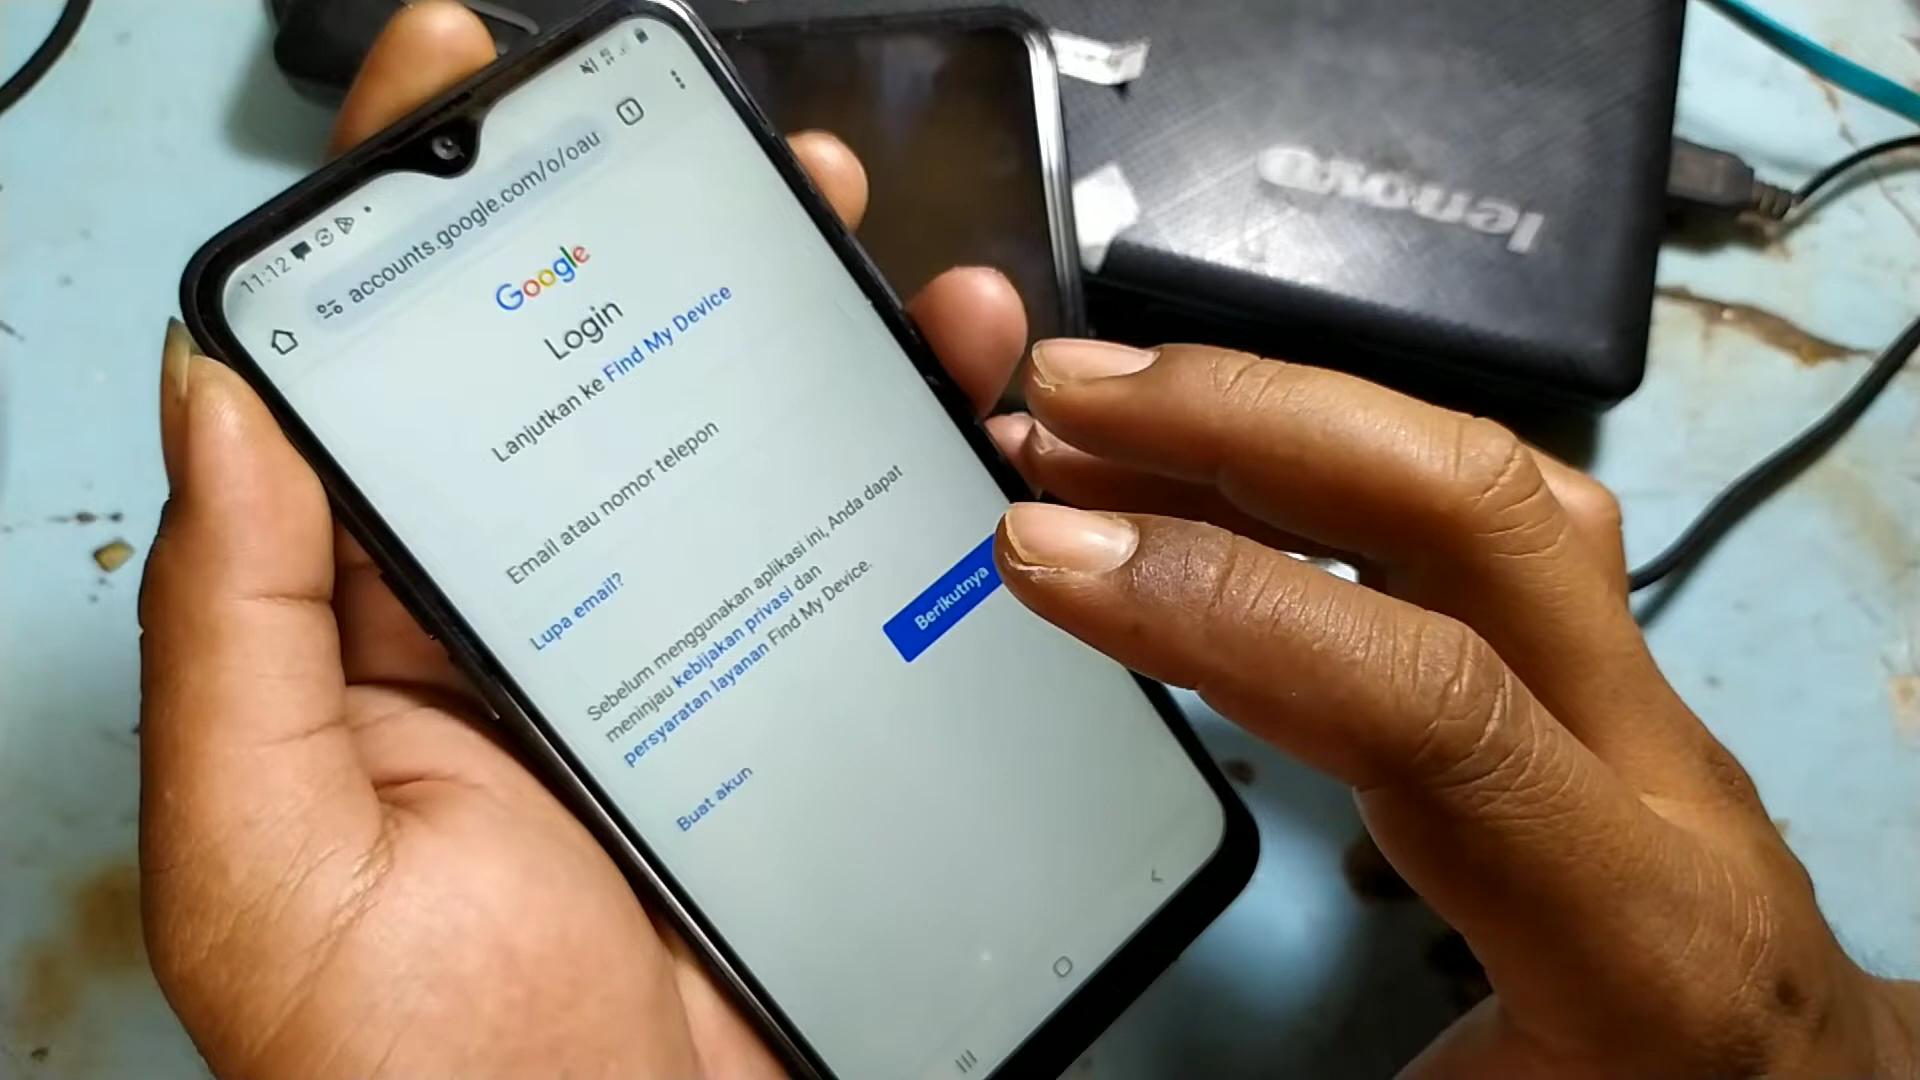 11:12
accounts.google.com/o/oau
1
Google
Login
Lanjutkan ke Find My Device
Email atau nomor telepon
Lupa email?
Sebelum menggunakan aplikasi ini, Anda dapat
meninjau kebijakan privasi dan
persyaratan layanan Find My Device.
Berikutnya
Buat akun
lenovo